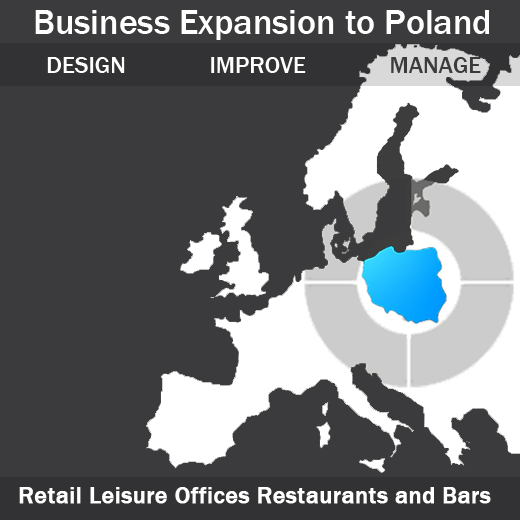 Business Expansion to Poland
DESIGN IMPROVE MANAGE
Retail Leisure Offices Restaurants and Bars